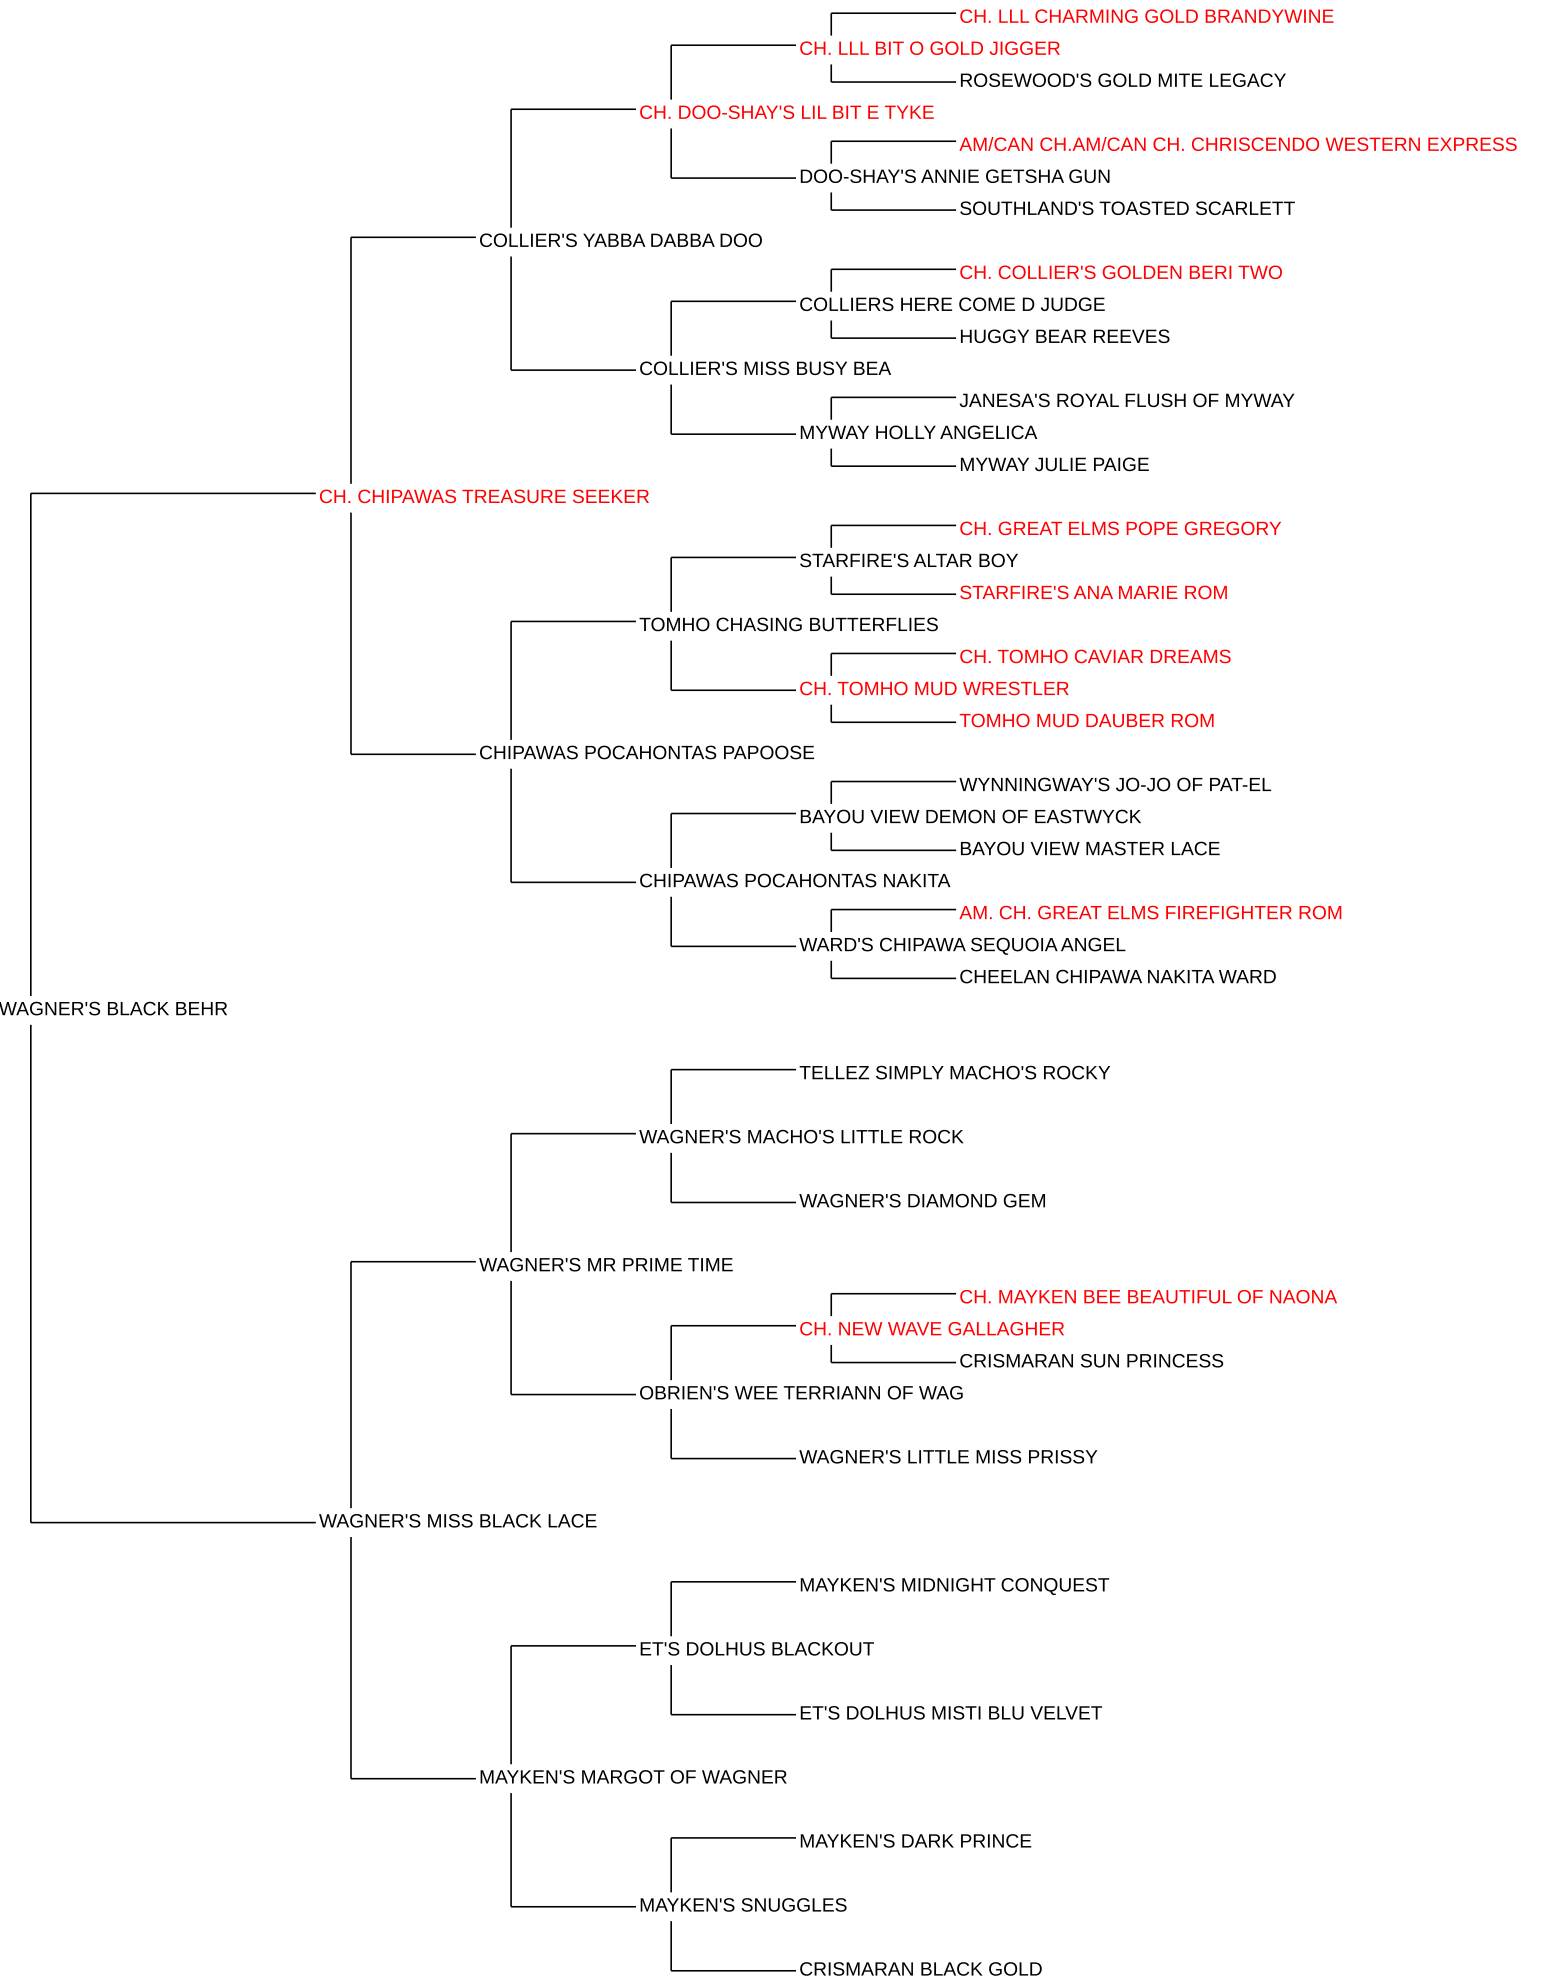 CH. LLL CHARMING GOLD BRANDYWINE
CH. LLL BIT O GOLD JIGGER
ROSEWOOD'S GOLD MITE LEGACY
CH. DOO-SHAY'S LIL BIT E TYKE
AM/CAN CH.AM/CAN CH. CHRISCENDO WESTERN EXPRESS
DOO-SHAY'S ANNIE GETSHA GUN
SOUTHLAND'S TOASTED SCARLETT
COLLIER'S YABBA DABBA DOO
CH. COLLIER'S GOLDEN BERI TWO
COLLIERS HERE COME D JUDGE
HUGGY BEAR REEVES
COLLIER'S MISS BUSY BEA
JANESA'S ROYAL FLUSH OF MYWAY
MYWAY HOLLY ANGELICA
MYWAY JULIE PAIGE
CH. CHIPAWAS TREASURE SEEKER
CH. GREAT ELMS POPE GREGORY
STARFIRE'S ALTAR BOY
STARFIRE'S ANA MARIE ROM
TOMHO CHASING BUTTERFLIES
CH. TOMHO CAVIAR DREAMS
CH. TOMHO MUD WRESTLER
TOMHO MUD DAUBER ROM
CHIPAWAS POCAHONTAS PAPOOSE
WYNNINGWAY'S JO-JO OF PAT-EL
BAYOU VIEW DEMON OF EASTWYCK
BAYOU VIEW MASTER LACE
CHIPAWAS POCAHONTAS NAKITA
AM. CH. GREAT ELMS FIREFIGHTER ROM
WARD'S CHIPAWA SEQUOIA ANGEL
CHEELAN CHIPAWA NAKITA WARD
WAGNER'S BLACK BEHR
TELLEZ SIMPLY MACHO'S ROCKY
WAGNER'S MACHO'S LITTLE ROCK
WAGNER'S DIAMOND GEM
WAGNER'S MR PRIME TIME
CH. MAYKEN BEE BEAUTIFUL OF NAONA
CH. NEW WAVE GALLAGHER
CRISMARAN SUN PRINCESS
OBRIEN'S WEE TERRIANN OF WAG
WAGNER'S LITTLE MISS PRISSY
WAGNER'S MISS BLACK LACE
MAYKEN'S MIDNIGHT CONQUEST
ET'S DOLHUS BLACKOUT
ET'S DOLHUS MISTI BLU VELVET
MAYKEN'S MARGOT OF WAGNER
MAYKEN'S DARK PRINCE
MAYKEN'S SNUGGLES
CRISMARAN BLACK GOLD